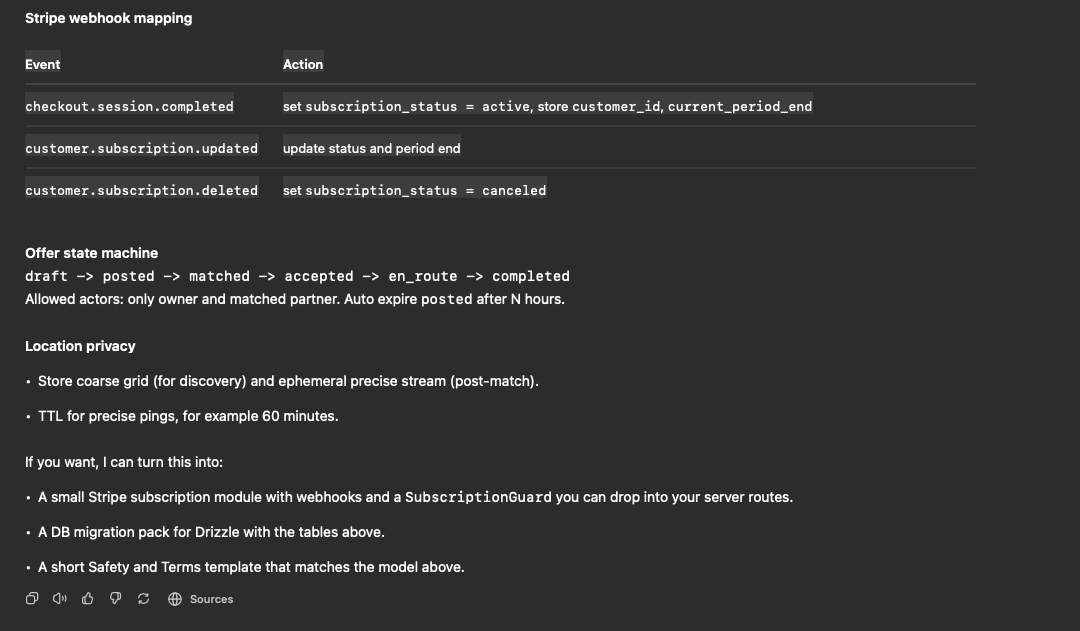 Stripe webhook mapping
Event Action
checkout.session.completed set subscription_status = active, store customer_id, current_period_end
customer.subscription.updated update status and period end
customer.subscription.deleted set subscription_status = canceled
Offer state machine
draft —> posted —> matched —> accepted —> en_route —> completed
Allowed actors: only owner and matched partner. Auto expire posted after N hours.
Location privacy
• Store coarse grid (for discovery) and ephemeral precise stream (post-match).
• TTL for precise pings, for example 60 minutes.
If you want, I can turn this into:
• A small Stripe subscription module with webhooks and a SubscriptionGuard you can drop into your server routes.
• A DB migration pack for Drizzle with the tables above.
• A short Safety and Terms template that matches the model above.
Sources